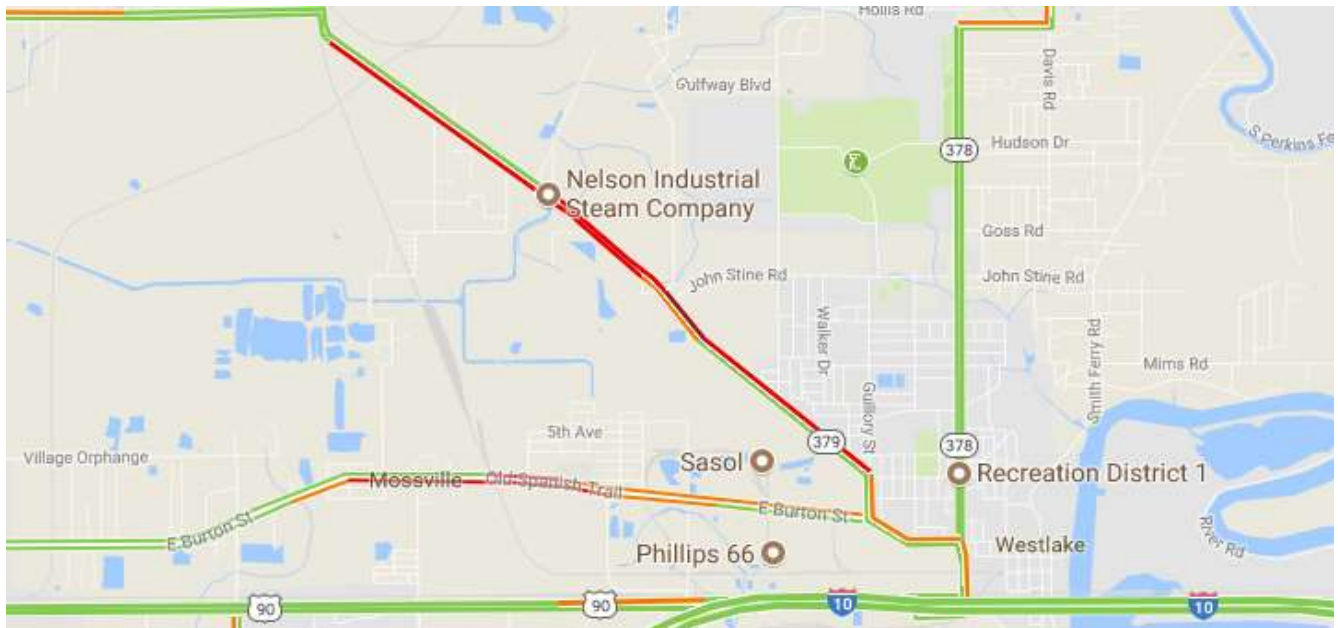 Hollis Rd
Davis Rd
Gulfway Blvd
378
Hudson Dr
S Perkins Fe
Nelson Industrial
Steam Company
Goss Rd
John Stine Rd
John Stine Rd
Walker Dr
Smith Ferry Rd
Mims Rd
Guillory St
5th Ave
379
378
Village Orphange
Sasol
Recreation District 1
Mossville
Old Spanish Trail
E Burton St
E Burton St
River Rd
Phillips 66
Westlake
90
90
10
10